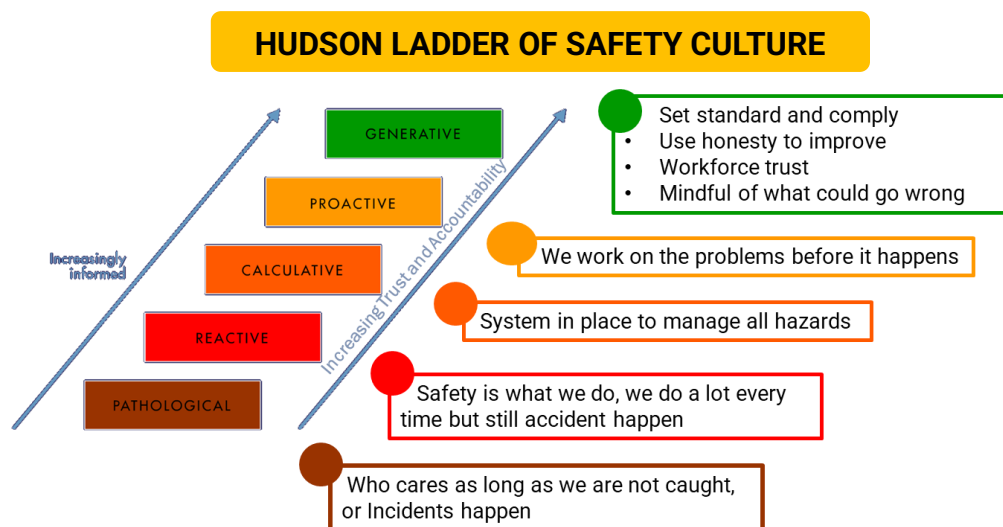 HUDSON LADDER OF SAFETY CULTURE
GENERATIVE
PROACTIVE
CALCULATIVE
REACTIVE
PATHOLOGICAL
Increasingly
informed
Increasing Trust and Accountability
Set standard and comply
• Use honesty to improve
• Workforce trust
• Mindful of what could go wrong
We work on the problems before it happens
System in place to manage all hazards
Safety is what we do, we do a lot every
time but still accident happen
Who cares as long as we are not caught,
or Incidents happen